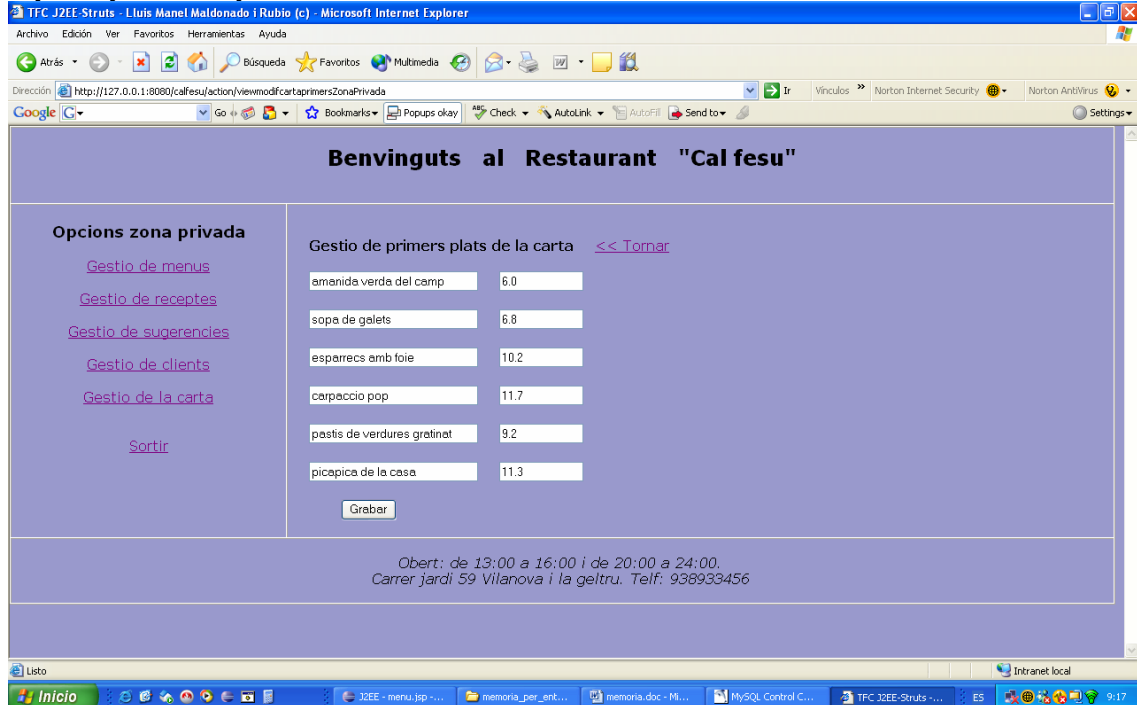 TFC J2EE-Struts - Lluis Manel Maldonado i Rubio (c) - Microsoft Internet Explorer
Archivo Edición Ver Favoritos Herramientas Ayuda
Atrás Búsqueda Favoritos Multimedia
Dirección http://127.0.0.1:8080/calfesu/action/viewmodifcartaprimersZonaPrivada Ir Vínculos » Norton Internet Security Norton AntiVirus
Google G Go Bookmarks Popups okay ABC Check AutoLink AutoFill Send to Settings
Benvinguts al Restaurant "Cal fesu"
Opcions zona privada
Gestio de menus
Gestio de receptes
Gestio de sugerencies
Gestio de clients
Gestio de la carta
Sortir
Gestio de primers plats de la carta << Tornar
amanida verda del camp 6.0
sopa de galets 6.8
esparrecs amb foie 10.2
carpaccio pop 11.7
pastis de verdures gratinat 9.2
picapica de la casa 11.3
Grabar
Obert: de 13:00 a 16:00 i de 20:00 a 24:00.
Carrer jardi 59 Vilanova i la geltru. Telf: 938933456
Listo Intranet local
Inicio J2EE - menu.jsp -... memoria_per_ent... memoria.doc - Mi... MySQL Control C... TFC J2EE-Struts -... ES 9:17